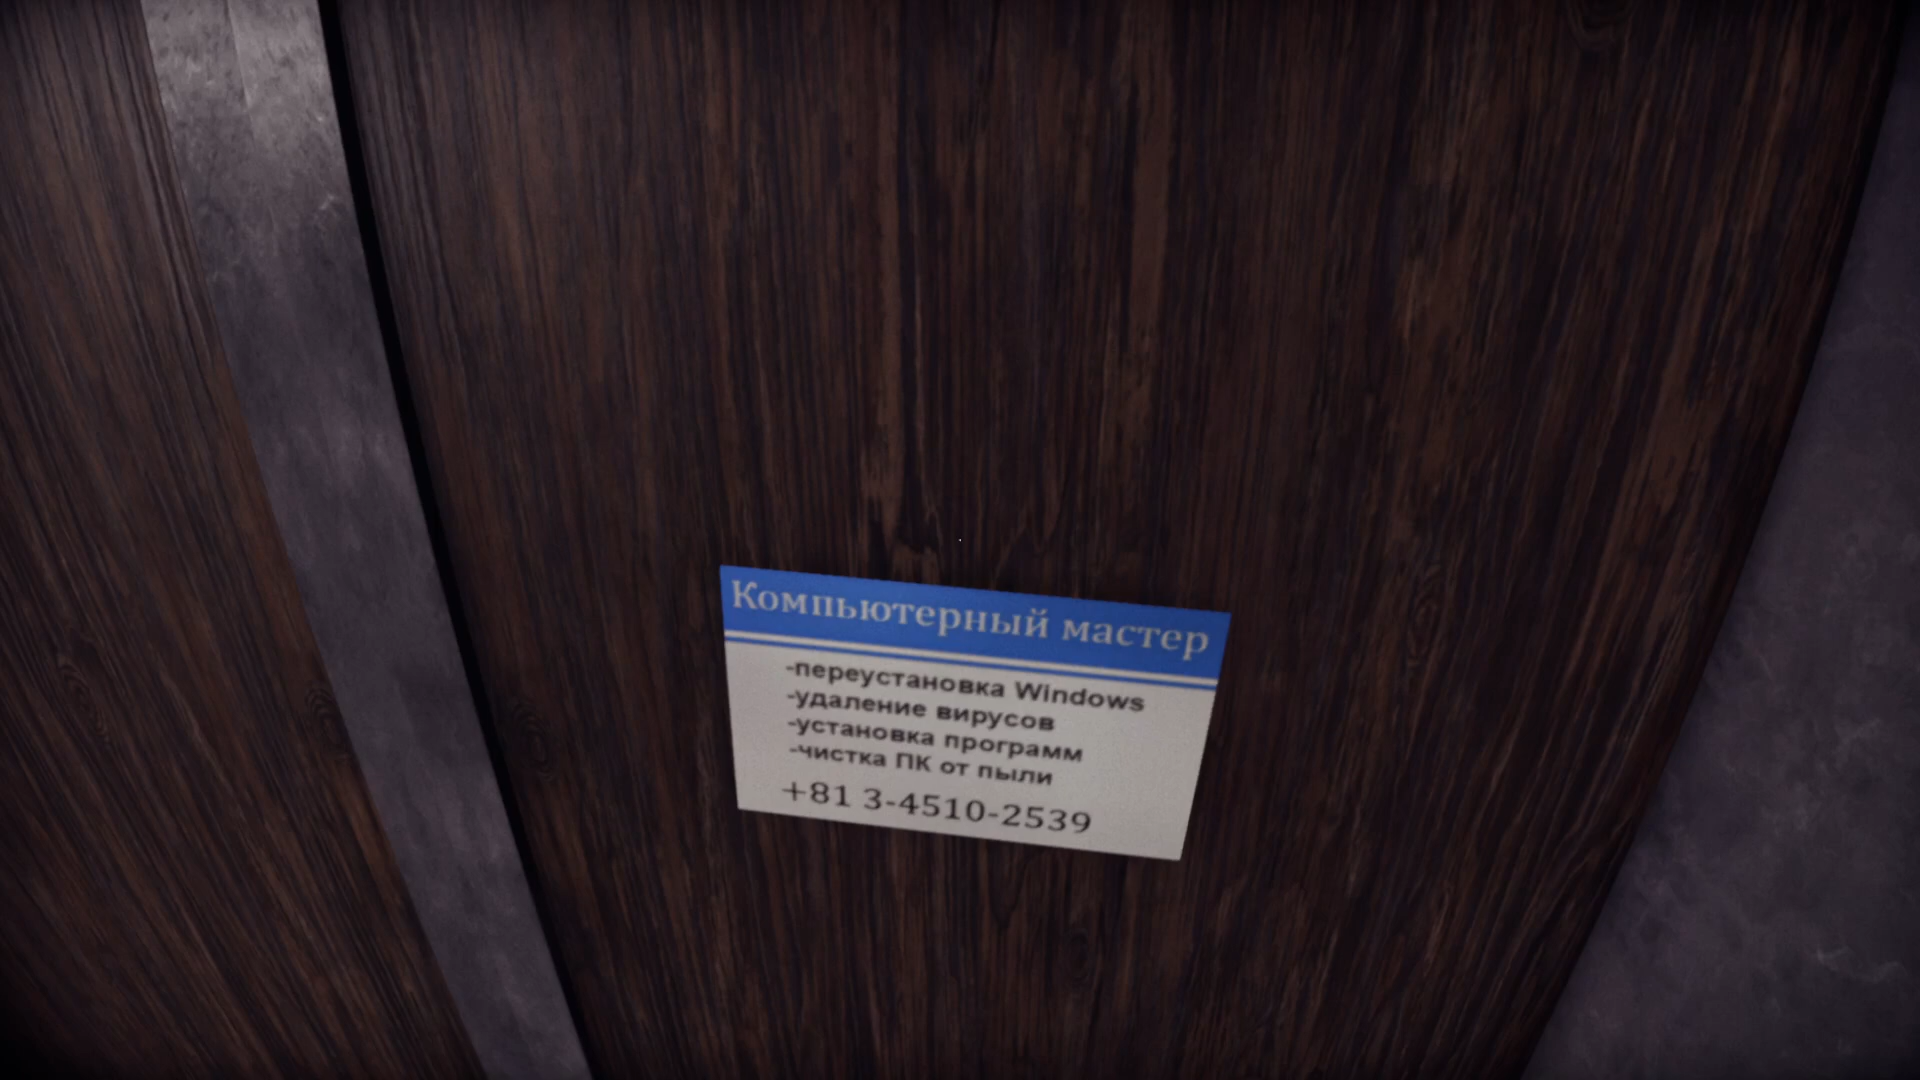 Компьютерный мастер
-переустановка Windows
-удаление вирусов
-установка программ
-чистка ПК от пыли
+81 3-4510-2539